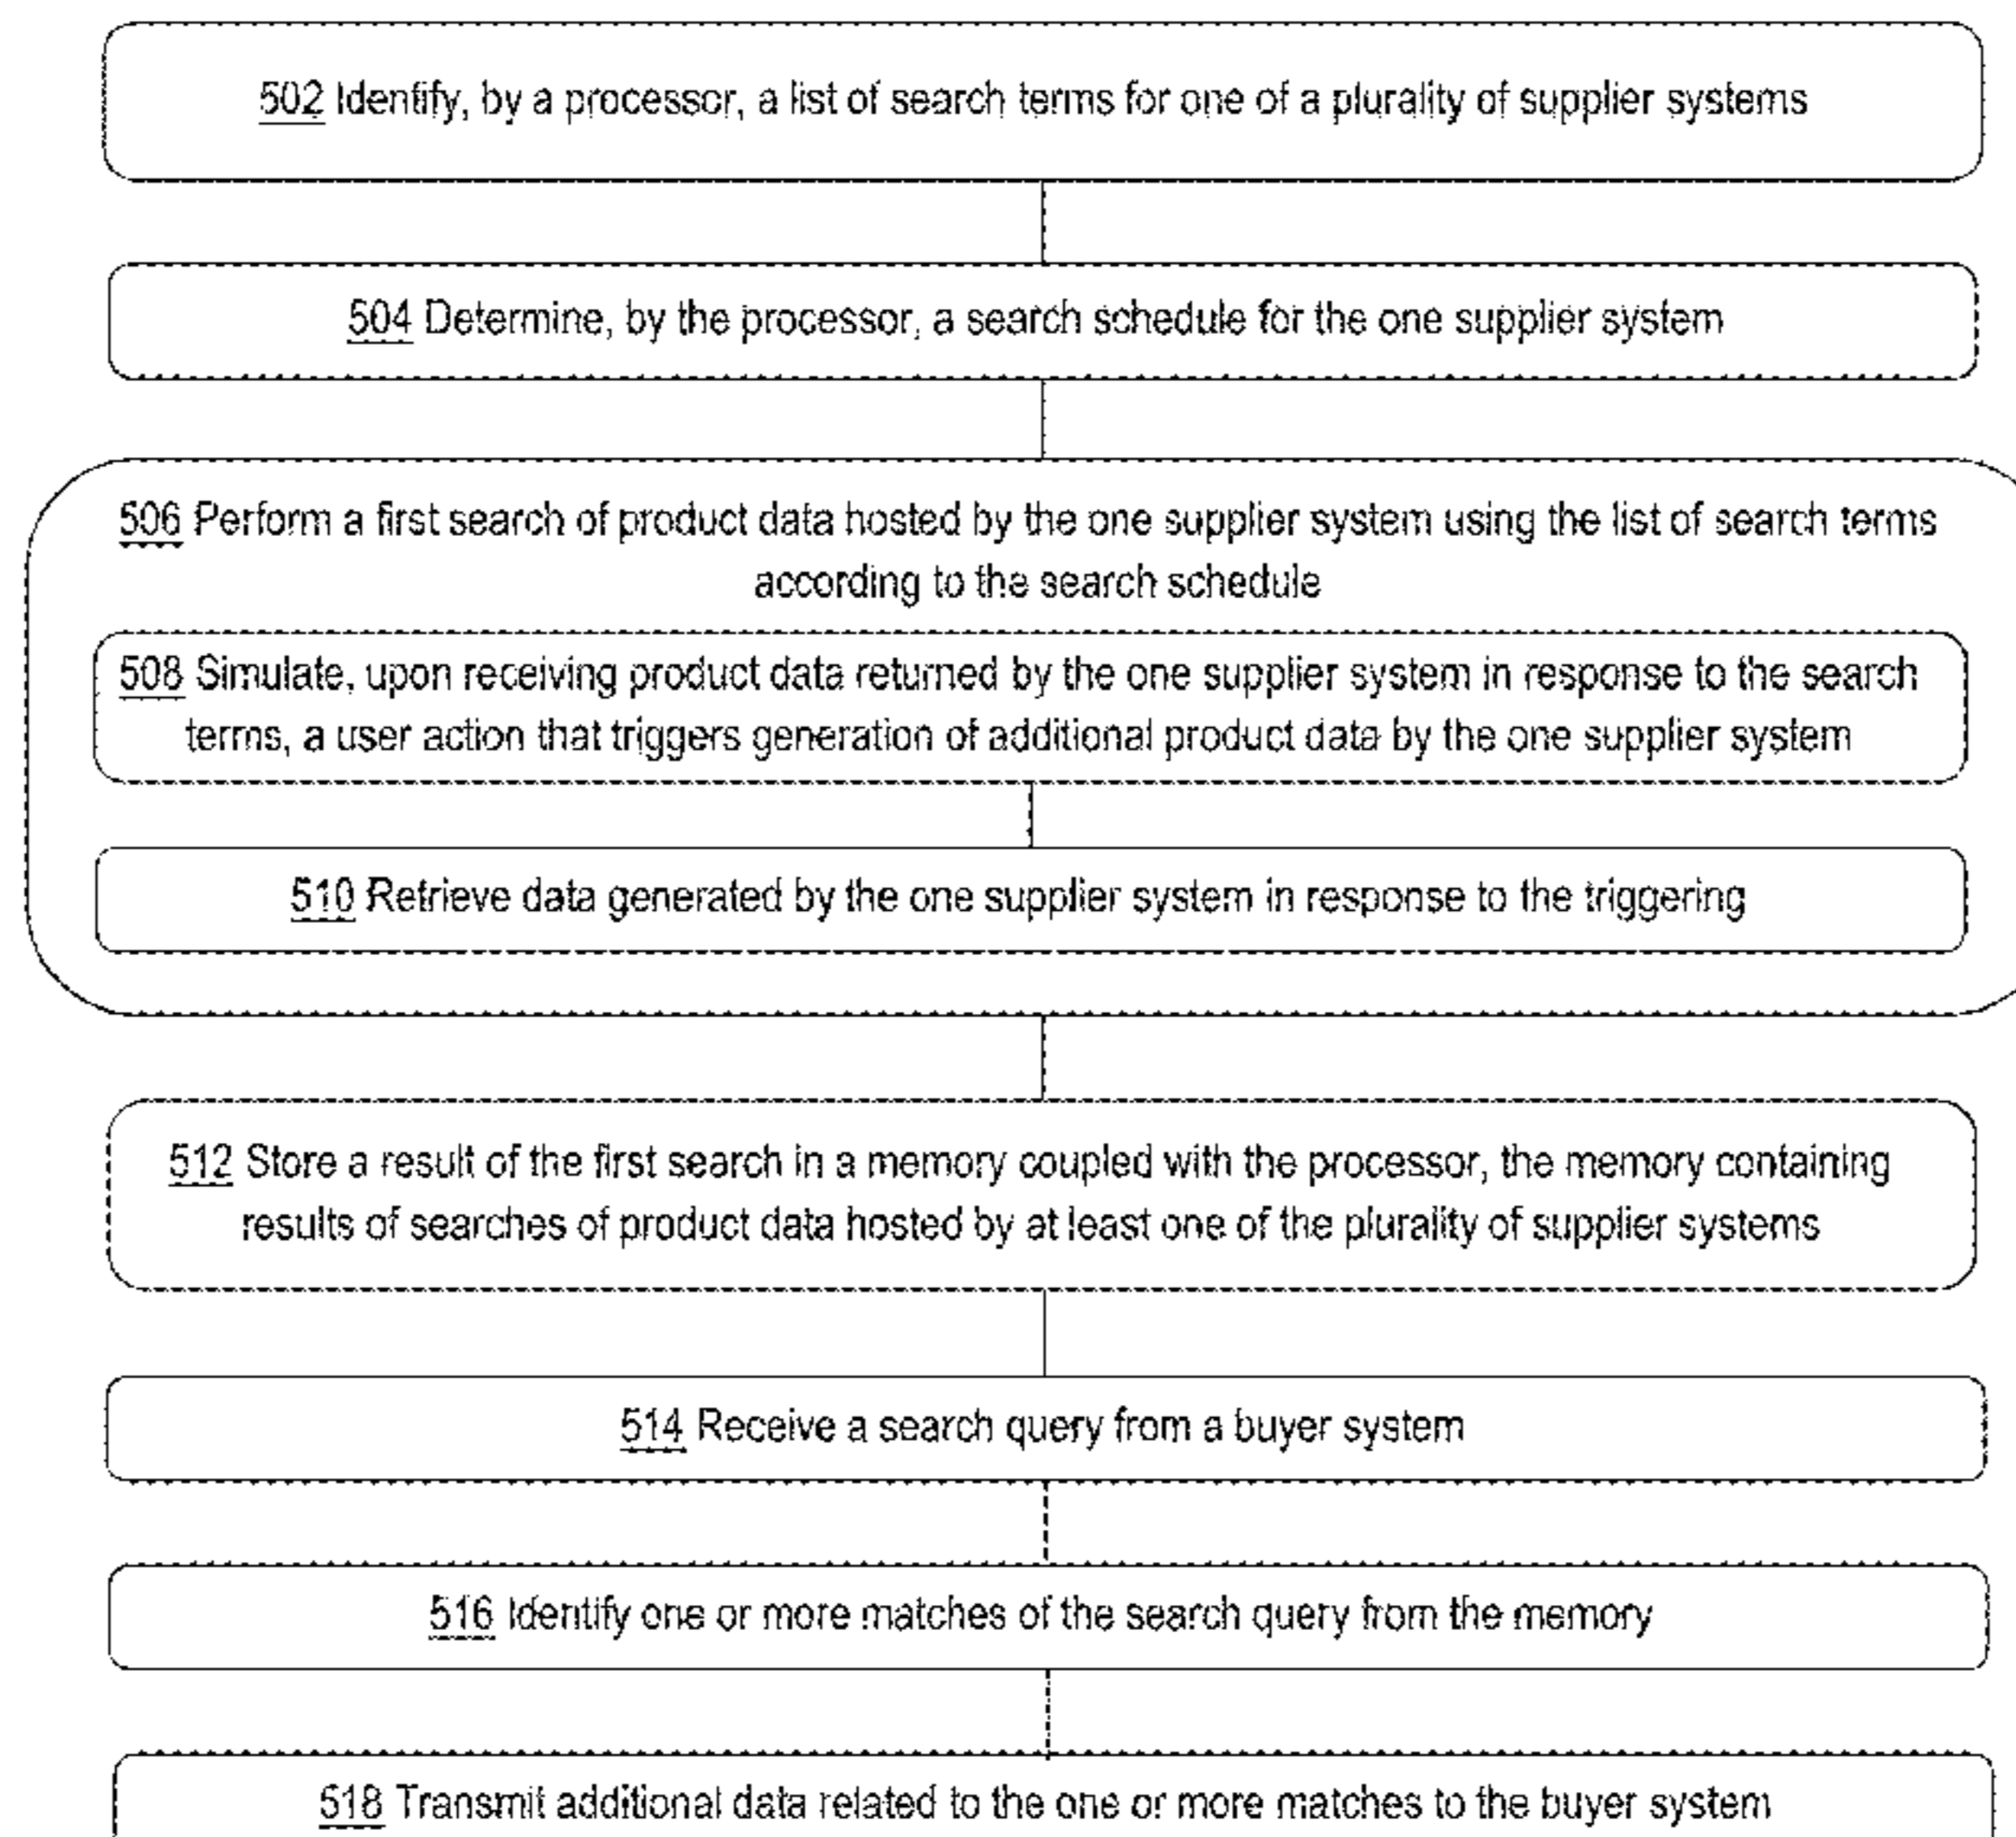 502 Identify, by a processor, a list of search terms for one of a plurality of supplier systems
504 Determine, by the processor, a search schedule for the one supplier system
506 Perform a first search of product data hosted by the one supplier system using the list of search terms
according to the search schedule
508 Simulate, upon receiving product data returned by the one supplier system in response to the search
terms, a user action that triggers generation of additional product data by the one supplier system
510 Retrieve data generated by the one supplier system in response to the triggering
512 Store a result of the first search in a memory coupled with the processor, the memory containing
results of searches of product data hosted by at least one of the plurality of supplier systems
514 Receive a search query from a buyer system
516 Identify one or more matches of the search query from the memory
518 Transmit additional data related to the one or more matches to the buyer system